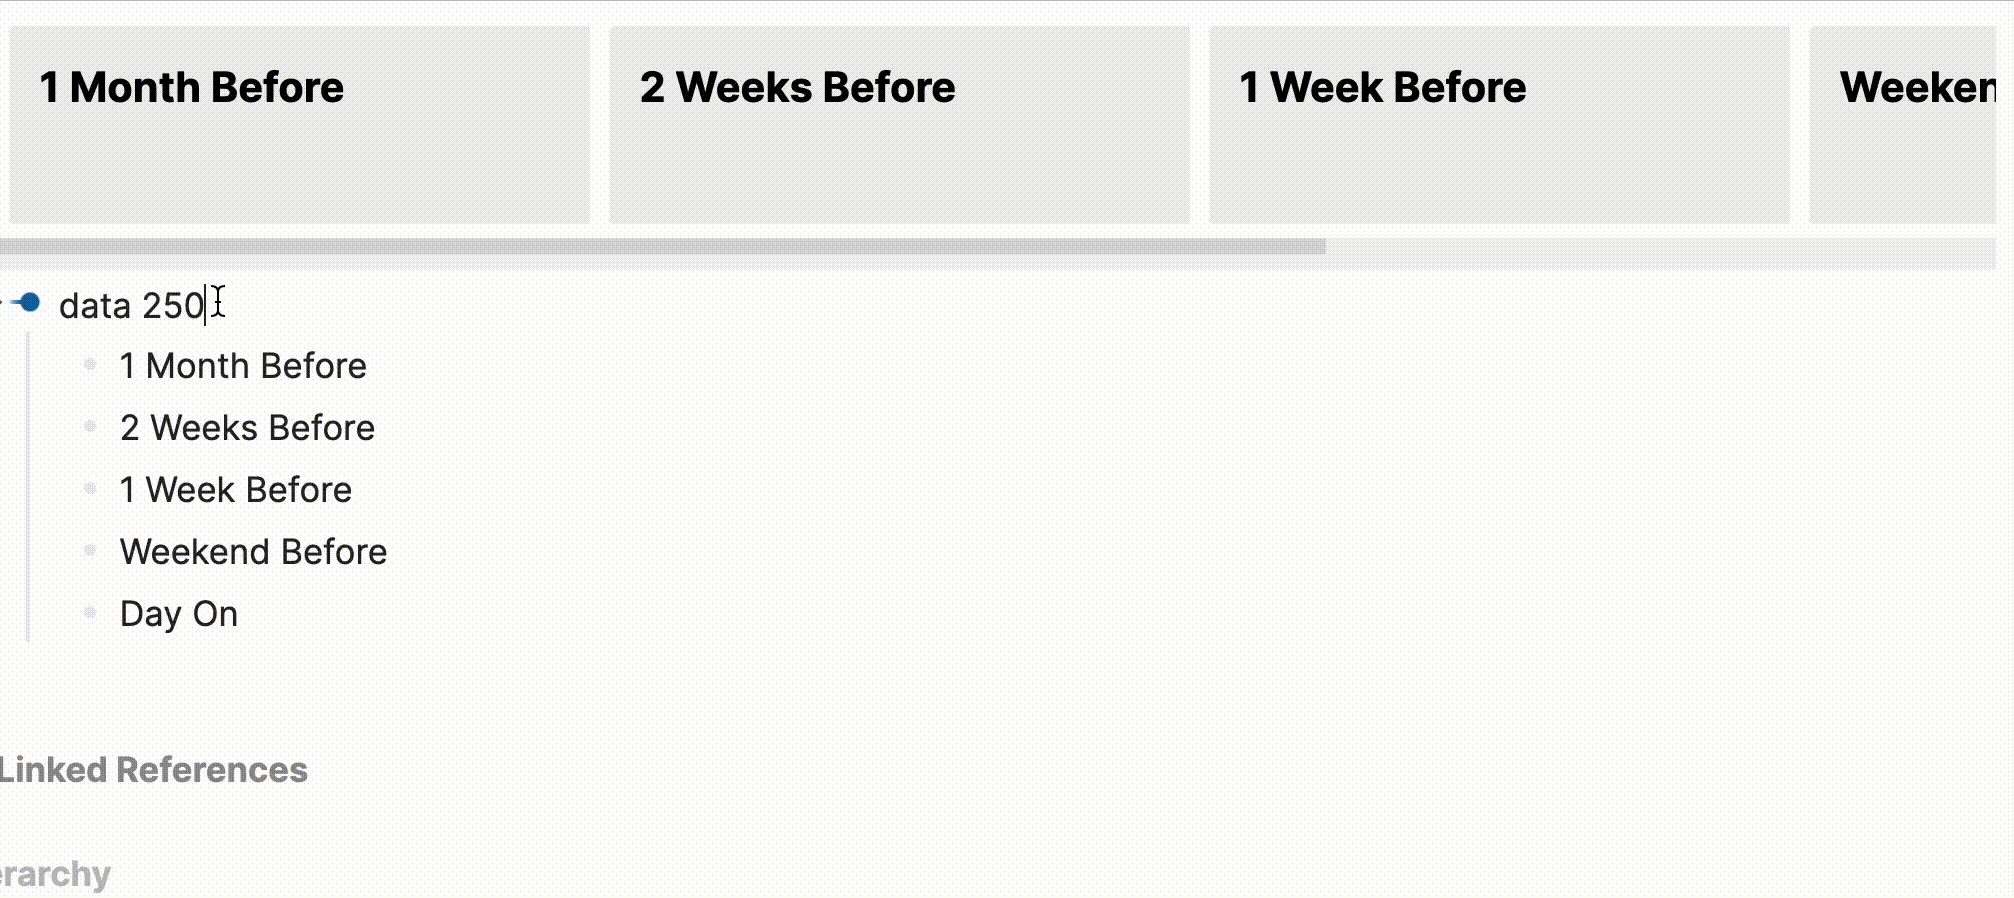 1 Month Before
2 Weeks Before
1 Week Before
Weeken
data 250
1 Month Before
2 Weeks Before
1 Week Before
Weekend Before
Day On
Linked References
erarchy